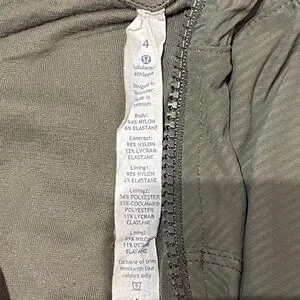 4
lululemon
athletica
Designed in
Vancouver
Made in
Vietnam
Body:
94% NYLON
6% ELASTANE
Contrast:
88% NYLON
12% LYCRA®
ELASTANE
Lining1:
98% NYLON
2% ELASTANE
Lining2:
56% POLYESTER
33% COOLMAX®
POLYESTER
11% LYCRA®
ELASTANE
Lining3:
89% NYLON
11% LYCRA®
ELASTANE
Exclusive of trim
Wash with like
colours only